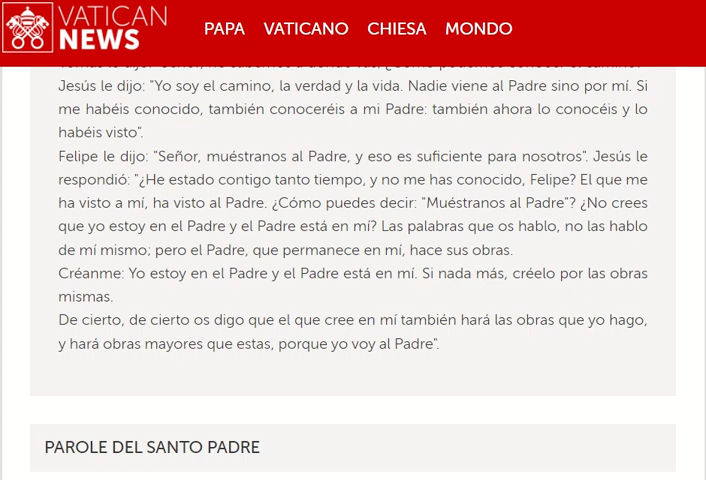 VATICAN
NEWS
PAPA VATICANO CHIESA MONDO
Jesús le dijo: "Yo soy el camino, la verdad y la vida. Nadie viene al Padre sino por mí. Si
me habéis conocido, también conoceréis a mi Padre: también ahora lo conocéis y lo
habéis visto".
Felipe le dijo: "Señor, muéstranos al Padre, y eso es suficiente para nosotros". Jesús le
respondió: "¿He estado contigo tanto tiempo, y no me has conocido, Felipe? El que me
ha visto a mí, ha visto al Padre. ¿Cómo puedes decir: "Muéstranos al Padre"? ¿No crees
que yo estoy en el Padre y el Padre está en mí? Las palabras que os hablo, no las hablo
de mí mismo; pero el Padre, que permanece en mí, hace sus obras.
Créanme: Yo estoy en el Padre y el Padre está en mí. Si nada más, créelo por las obras
mismas.
De cierto, de cierto os digo que el que cree en mí también hará las obras que yo hago,
y hará obras mayores que estas, porque yo voy al Padre".
PAROLE DEL SANTO PADRE